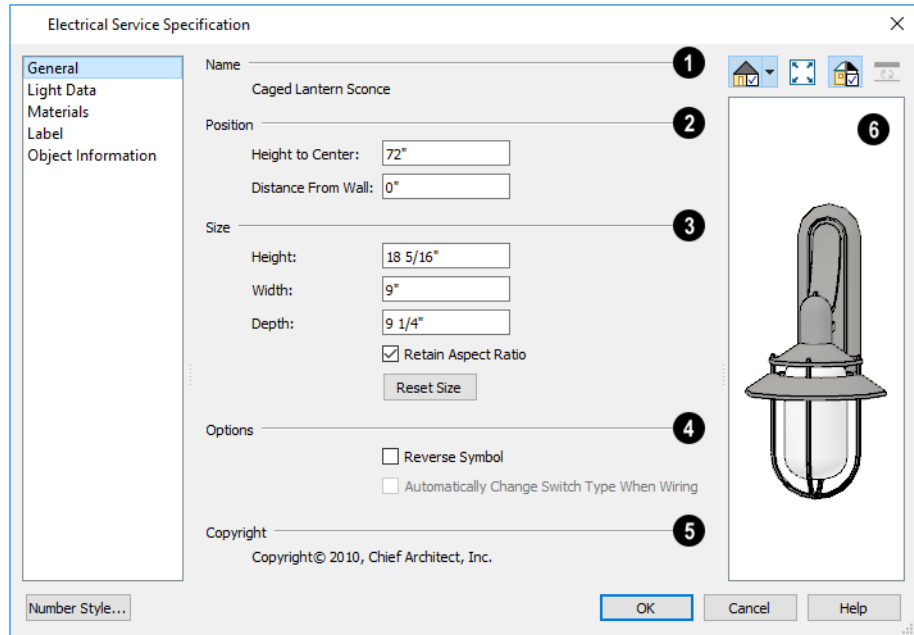 Electrical Service Specification
General
Light Data
Materials
Label
Object Information
Name 1
Caged Lantern Sconce
Position 2
Height to Center: 72"
Distance From Wall: 0"
Size 3
Height: 18 5/16"
Width: 9"
Depth: 9 1/4"
Retain Aspect Ratio
Reset Size
Options 4
Reverse Symbol
Automatically Change Switch Type When Wiring
Copyright 5
Copyright© 2010, Chief Architect, Inc.
6
Number Style... OK Cancel Help